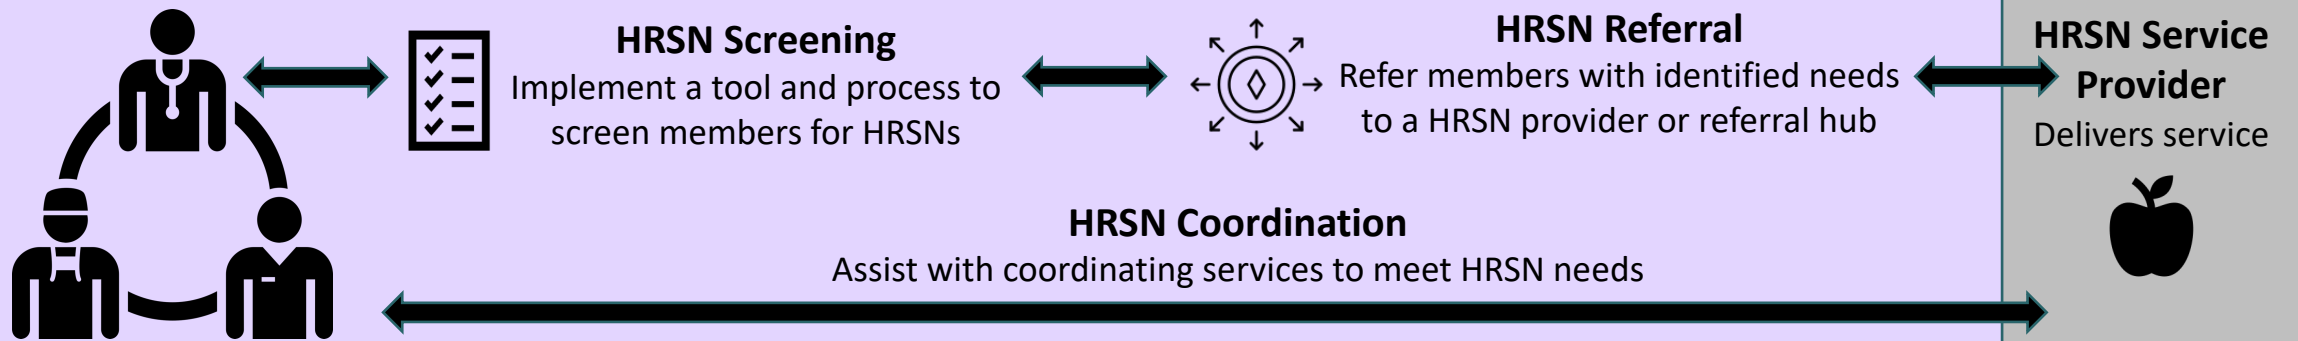 HRSN Screening
Implement a tool and process to
screen members for HRSNs
HRSN Referral
Refer members with identified needs
to a HRSN provider or referral hub
HRSN Service
Provider
Delivers service
HRSN Coordination
Assist with coordinating services to meet HRSN needs